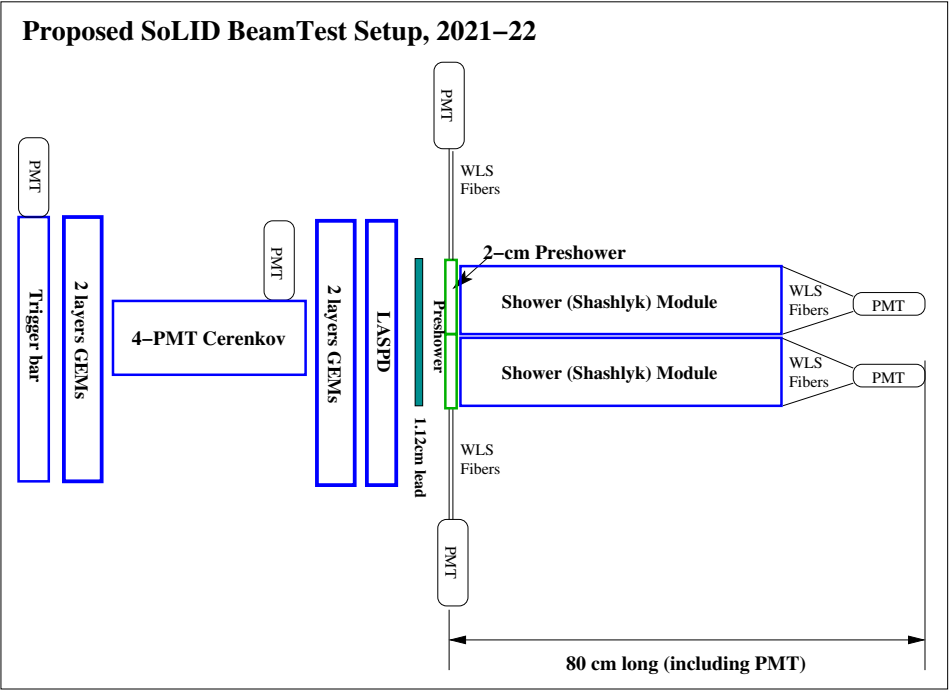 Proposed SoLID BeamTest Setup, 2021−22
PMT
PMT
WLS
Fibers
PMT
Trigger bar
2 layers GEMs
4−PMT Cerenkov
2 layers GEMs
LASPD
1.12cm lead
Preshower
2−cm Preshower
Shower (Shashlyk) Module
WLS
Fibers
PMT
Shower (Shashlyk) Module
WLS
Fibers
PMT
WLS
Fibers
PMT
80 cm long (including PMT)